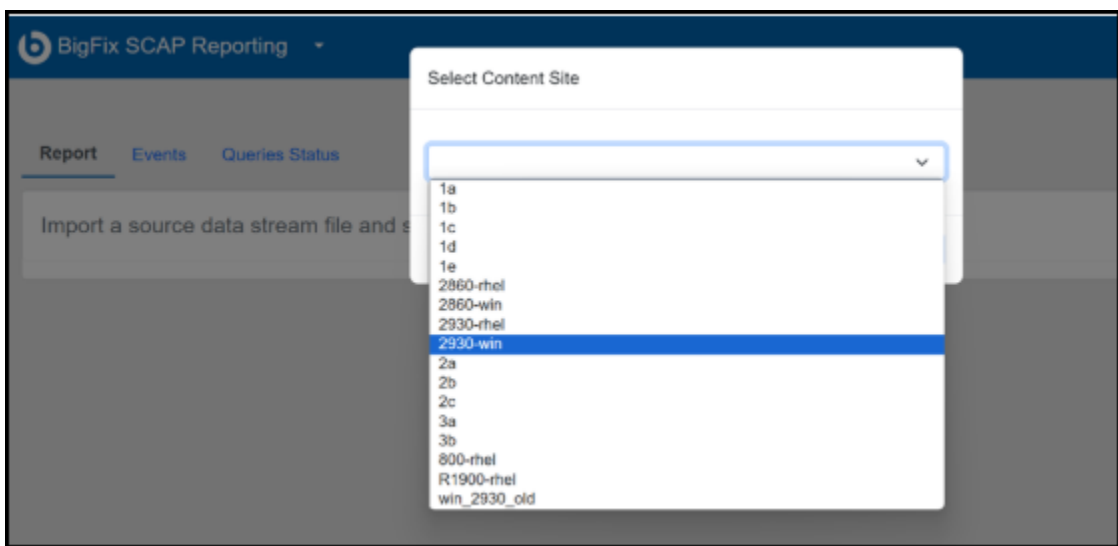 BigFix SCAP Reporting
Select Content Site
Report Events Queries Status
Import a source data stream file and s
1a
1b
1c
1d
1e
2860-rhel
2860-win
2930-rhel
2930-win
2a
2b
2c
3a
3b
800-rhel
R1900-rhel
win_2930_old